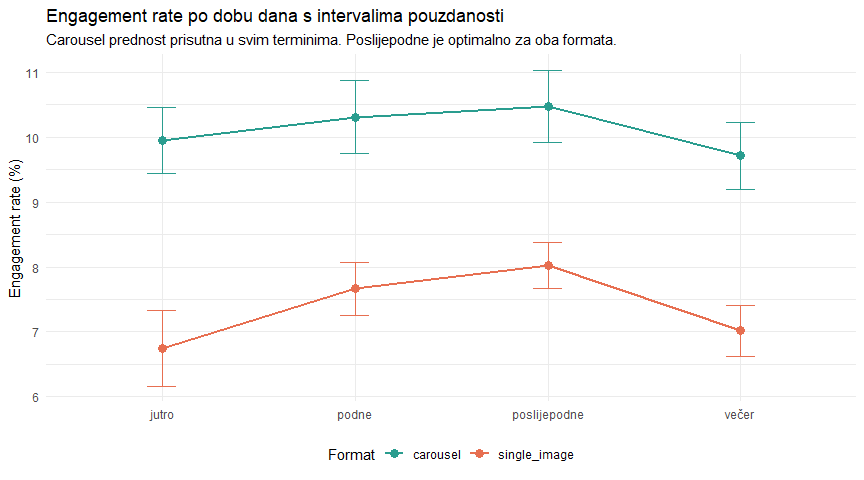 Engagement rate po dobu dana s intervalima pouzdanosti
Carousel prednost prisutna u svim terminima. Poslijepodne je optimalno za oba formata.
Engagement rate (%)
11
10
9
8
7
6
jutro podne poslijepodne večer
Format carousel single_image